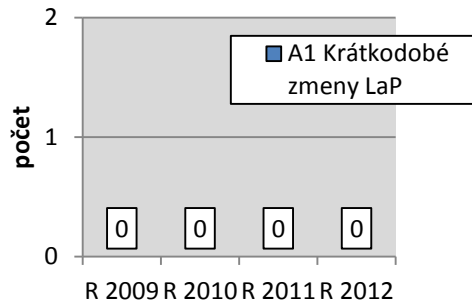 2
A1 Krátkodobé
zmeny LaP
počet
1
0 0 0 0
0
R 2009 R 2010 R 2011 R 2012